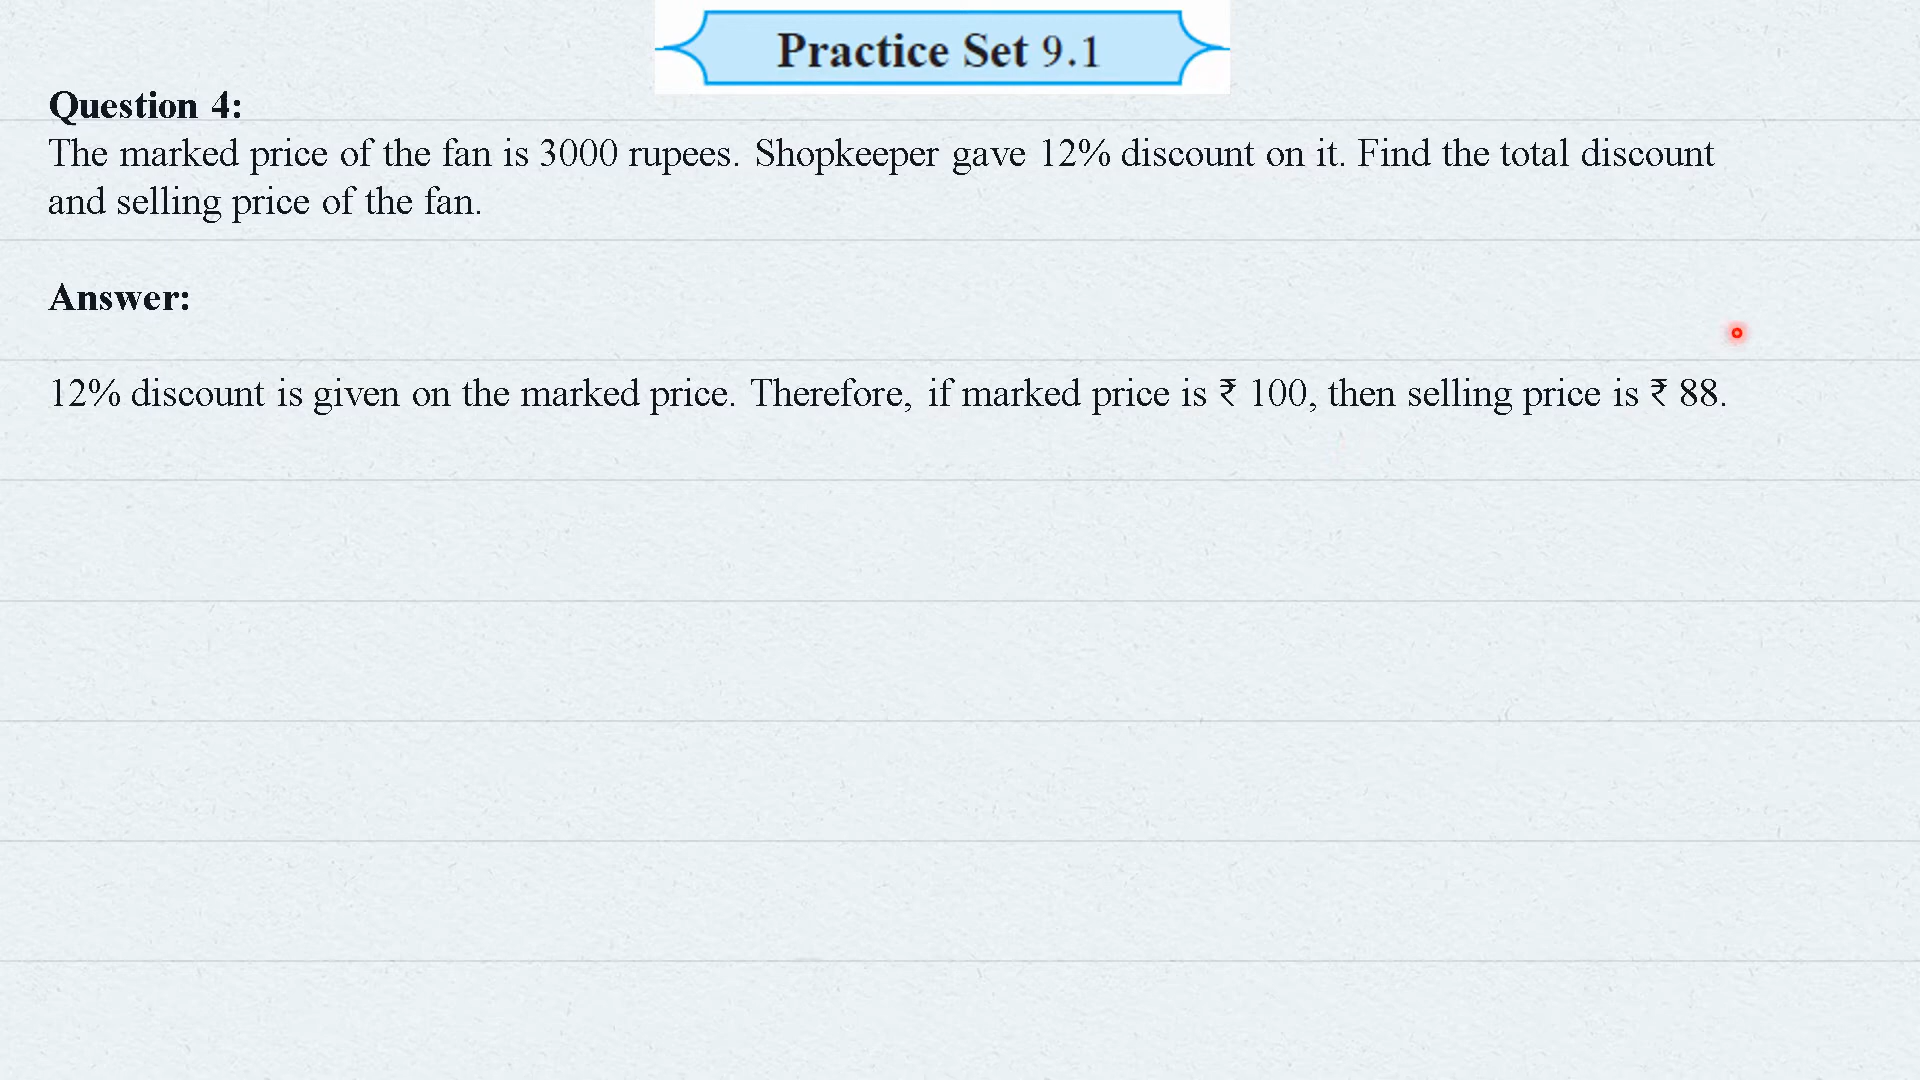 Practice Set 9.1
Question 4:
The marked price of the fan is 3000 rupees. Shopkeeper gave 12% discount on it. Find the total discount
and selling price of the fan.
Answer:
12% discount is given on the marked price. Therefore, if marked price is ₹ 100, then selling price is ₹ 88.